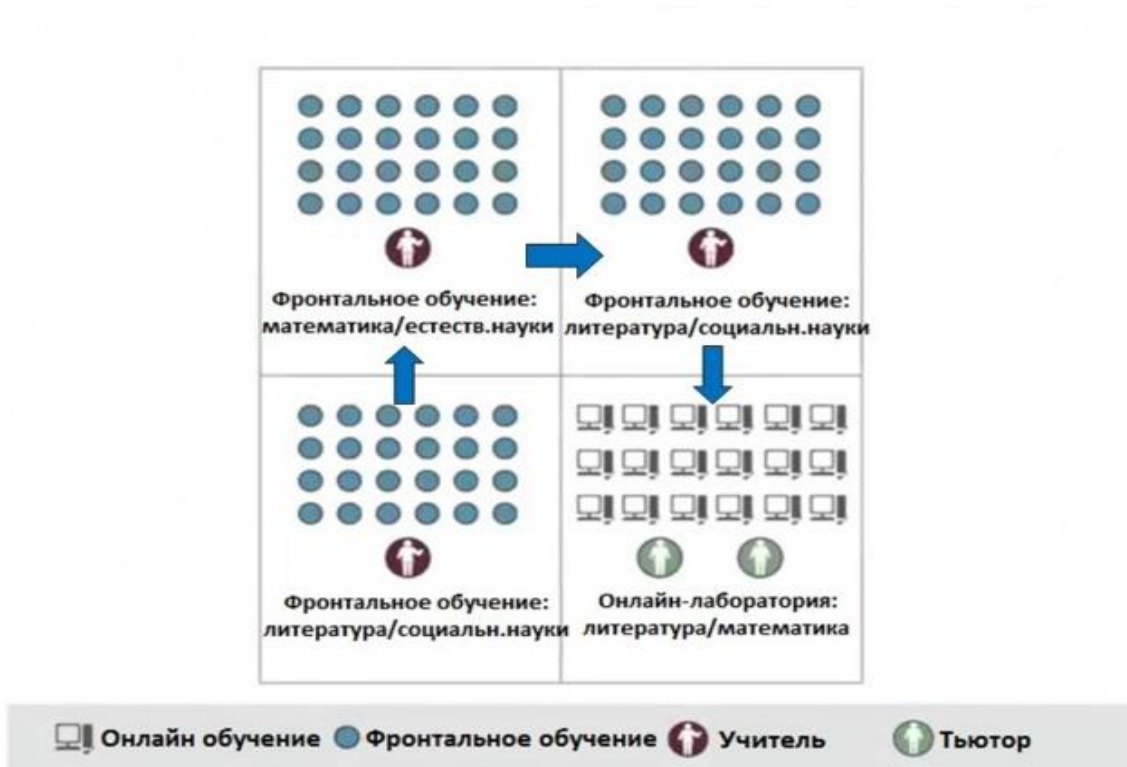 Фронтальное обучение:
математика/естеств.науки
Фронтальное обучение:
литература/социальн.науки
Фронтальное обучение:
литература/социальн.науки
Онлайн-лаборатория:
литература/математика
Онлайн обучение Фронтальное обучение Учитель Тьютор